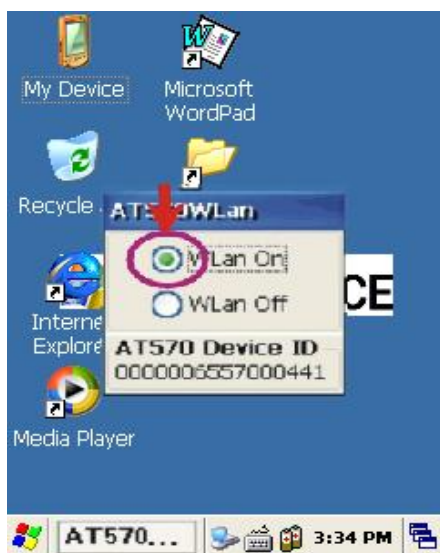 My Device
Microsoft
WordPad
Recycle
WLan
WLan On
WLan Off
CE
Explore
AT570 Device ID
0000006557000441
Media Player
AT570...
3:34 PM